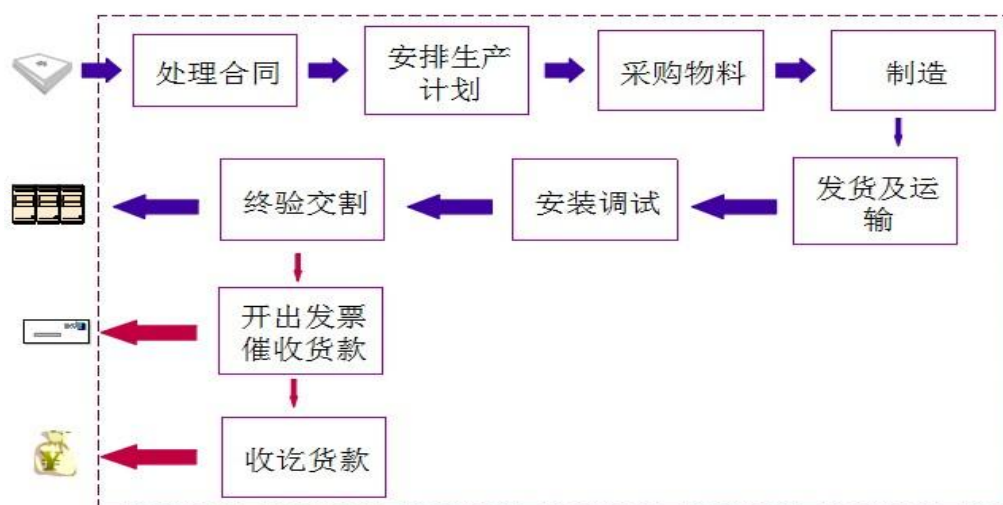 处理合同
安排生产
计划
采购物料
制造
发货及运
输
安装调试
终验交割
开出发票
催收货款
收讫货款